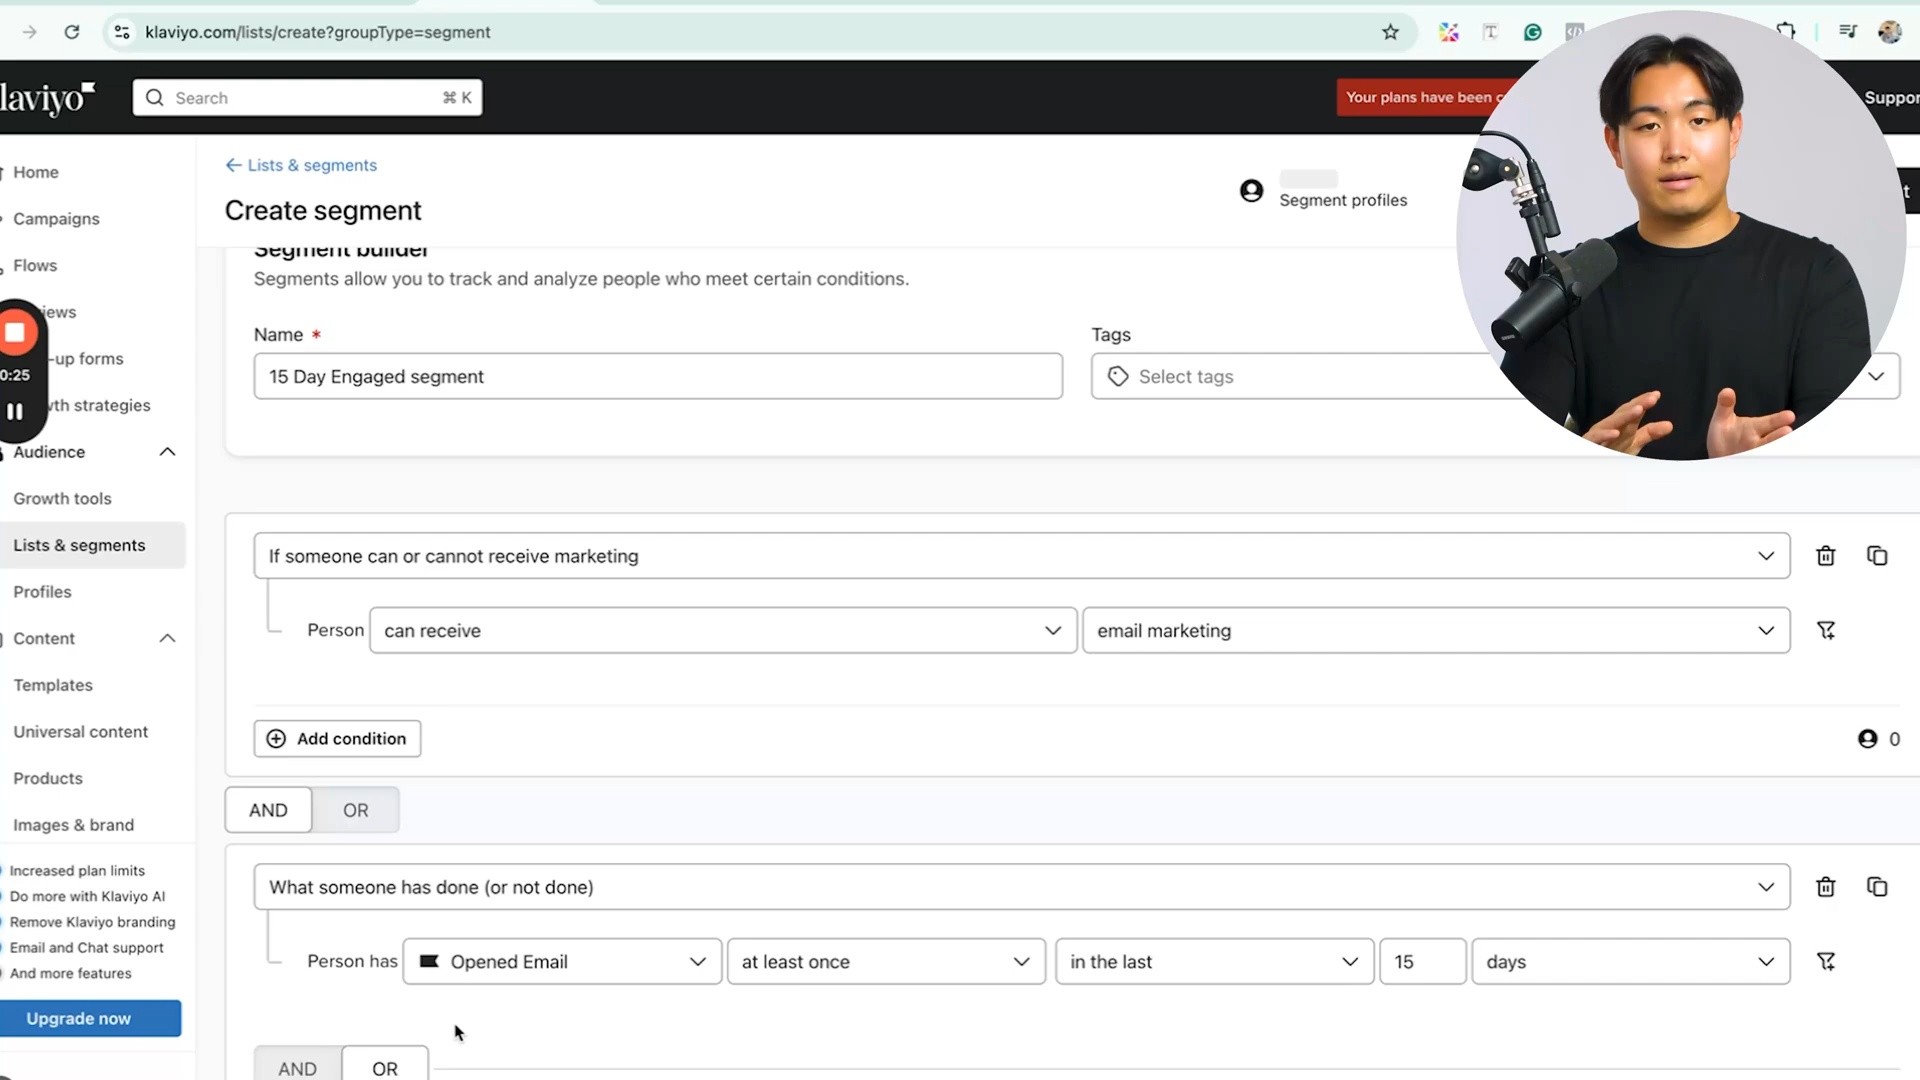 klaviyo.com/lists/create?groupType=segment
laviyo
Search
⌘ K
Your plans have been
Suppor
Home
Campaigns
Flows
iews
-up forms
0:25
vth strategies
Audience
Growth tools
Lists & segments
Profiles
Content
Templates
Universal content
Products
Images & brand
Increased plan limits
Do more with Klaviyo AI
Remove Klaviyo branding
Email and Chat support
And more features
Upgrade now
← Lists & segments
Create segment
Segment profiles
Segment builder
Segments allow you to track and analyze people who meet certain conditions.
Name *
15 Day Engaged segment
Tags
Select tags
If someone can or cannot receive marketing
Person can receive email marketing
Add condition
0
AND OR
What someone has done (or not done)
Person has Opened Email at least once in the last 15 days
AND OR